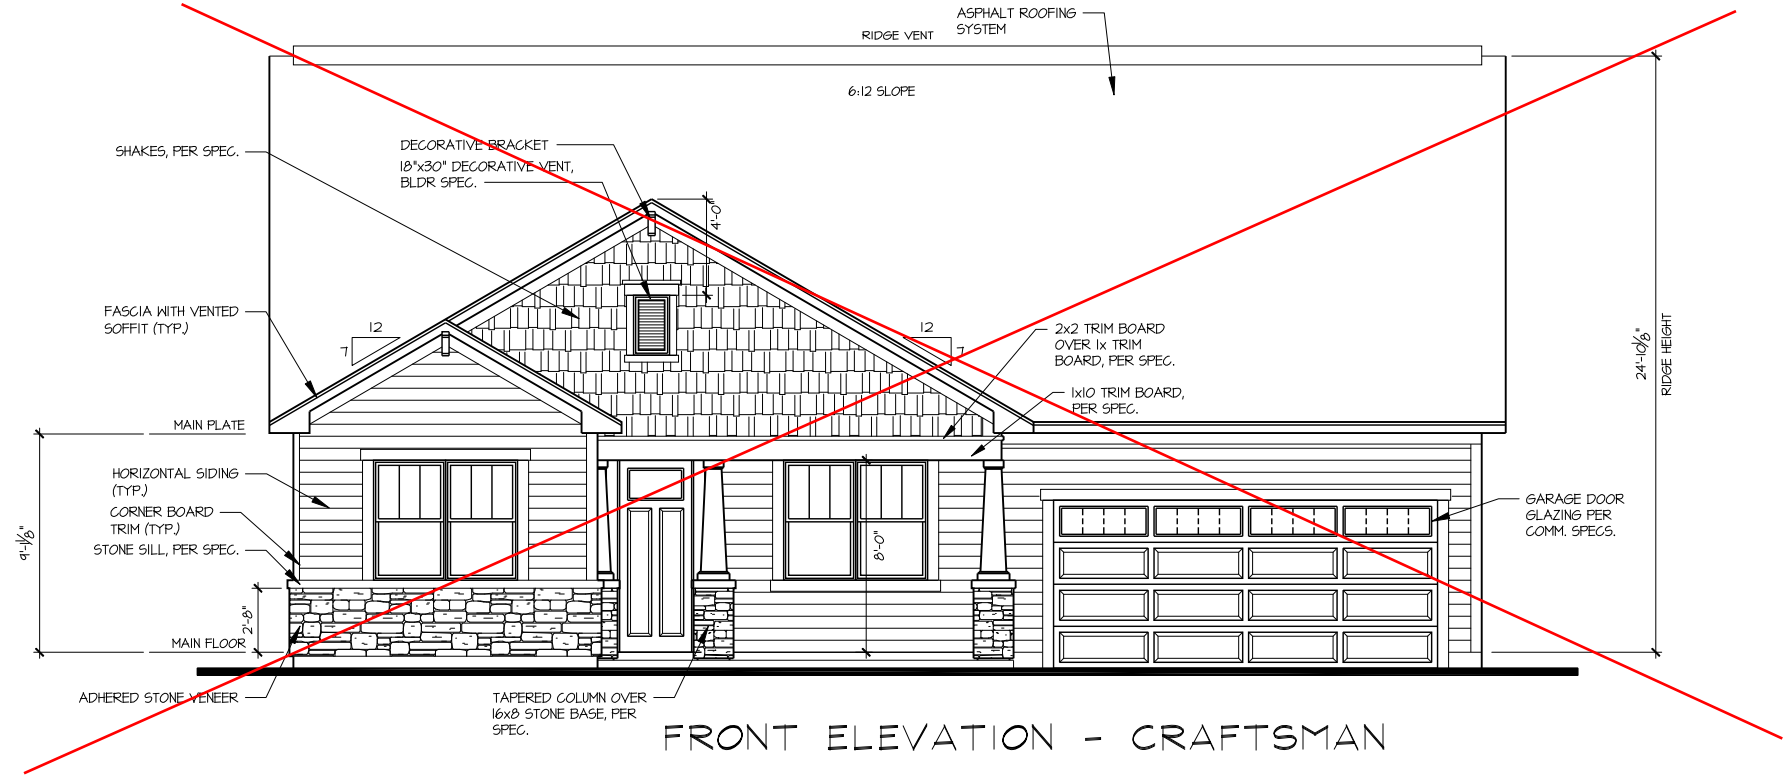 ASPHALT ROOFING
SYSTEM
RIDGE VENT
6:12 SLOPE
SHAKES, PER SPEC.
DECORATIVE BRACKET
18"x30" DECORATIVE VENT,
BLDR SPEC.
4'-0"
FASCIA WITH VENTED
SOFFIT (TYP.)
12
7
12
7
2x2 TRIM BOARD
OVER 1x TRIM
BOARD, PER SPEC.
24'-10 1/8"
RIDGE HEIGHT
1x10 TRIM BOARD,
PER SPEC.
MAIN PLATE
HORIZONTAL SIDING
(TYP.)
CORNER BOARD
TRIM (TYP.)
STONE SILL, PER SPEC.
9'-1 1/8"
8'-0"
GARAGE DOOR
GLAZING PER
COMM. SPECS.
2'-8"
MAIN FLOOR
ADHERED STONE VENEER
TAPERED COLUMN OVER
16x8 STONE BASE, PER
SPEC.
FRONT ELEVATION - CRAFTSMAN